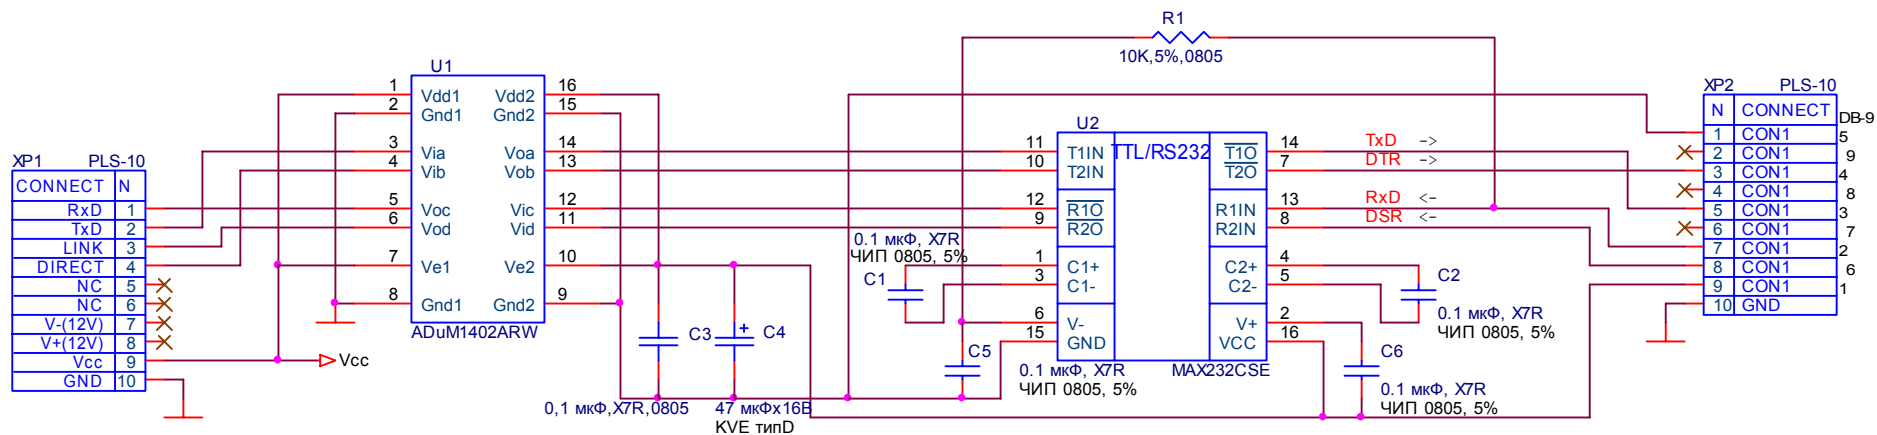 R1
10K,5%,0805
U1
1 Vdd1 Vdd2 16
2 Gnd1 Gnd2 15
3 Via Voa 14
4 Vib Vob 13
5 Voc Vic 12
6 Vod Vid 11
7 Ve1 Ve2 10
8 Gnd1 Gnd2 9
ADuM1402ARW
XP1 PLS-10
CONNECT N
RxD 1
TxD 2
LINK 3
DIRECT 4
NC 5
NC 6
V-(12V) 7
V+(12V) 8
Vcc 9
GND 10
Vcc
C3
0,1 мкФ,X7R,0805
+
C4
47 мкФx16В
KVE типD
0.1 мкФ, X7R
ЧИП 0805, 5%
C1
C5
0.1 мкФ, X7R
ЧИП 0805, 5%
U2
TTL/RS232
11 T1IN T1O 14
10 T2IN T2O 7
12 R1O R1IN 13
9 R2O R2IN 8
1 C1+ C2+ 4
3 C1- C2- 5
6 V- V+ 2
15 GND VCC 16
MAX232CSE
TxD ->
DTR ->
RxD <-
DSR <-
C2
0.1 мкФ, X7R
ЧИП 0805, 5%
C6
0.1 мкФ, X7R
ЧИП 0805, 5%
XP2 PLS-10
N CONNECT DB-9
1 CON1 5
2 CON1 9
3 CON1 4
4 CON1 8
5 CON1 3
6 CON1 7
7 CON1 2
8 CON1 6
9 CON1 1
10 GND